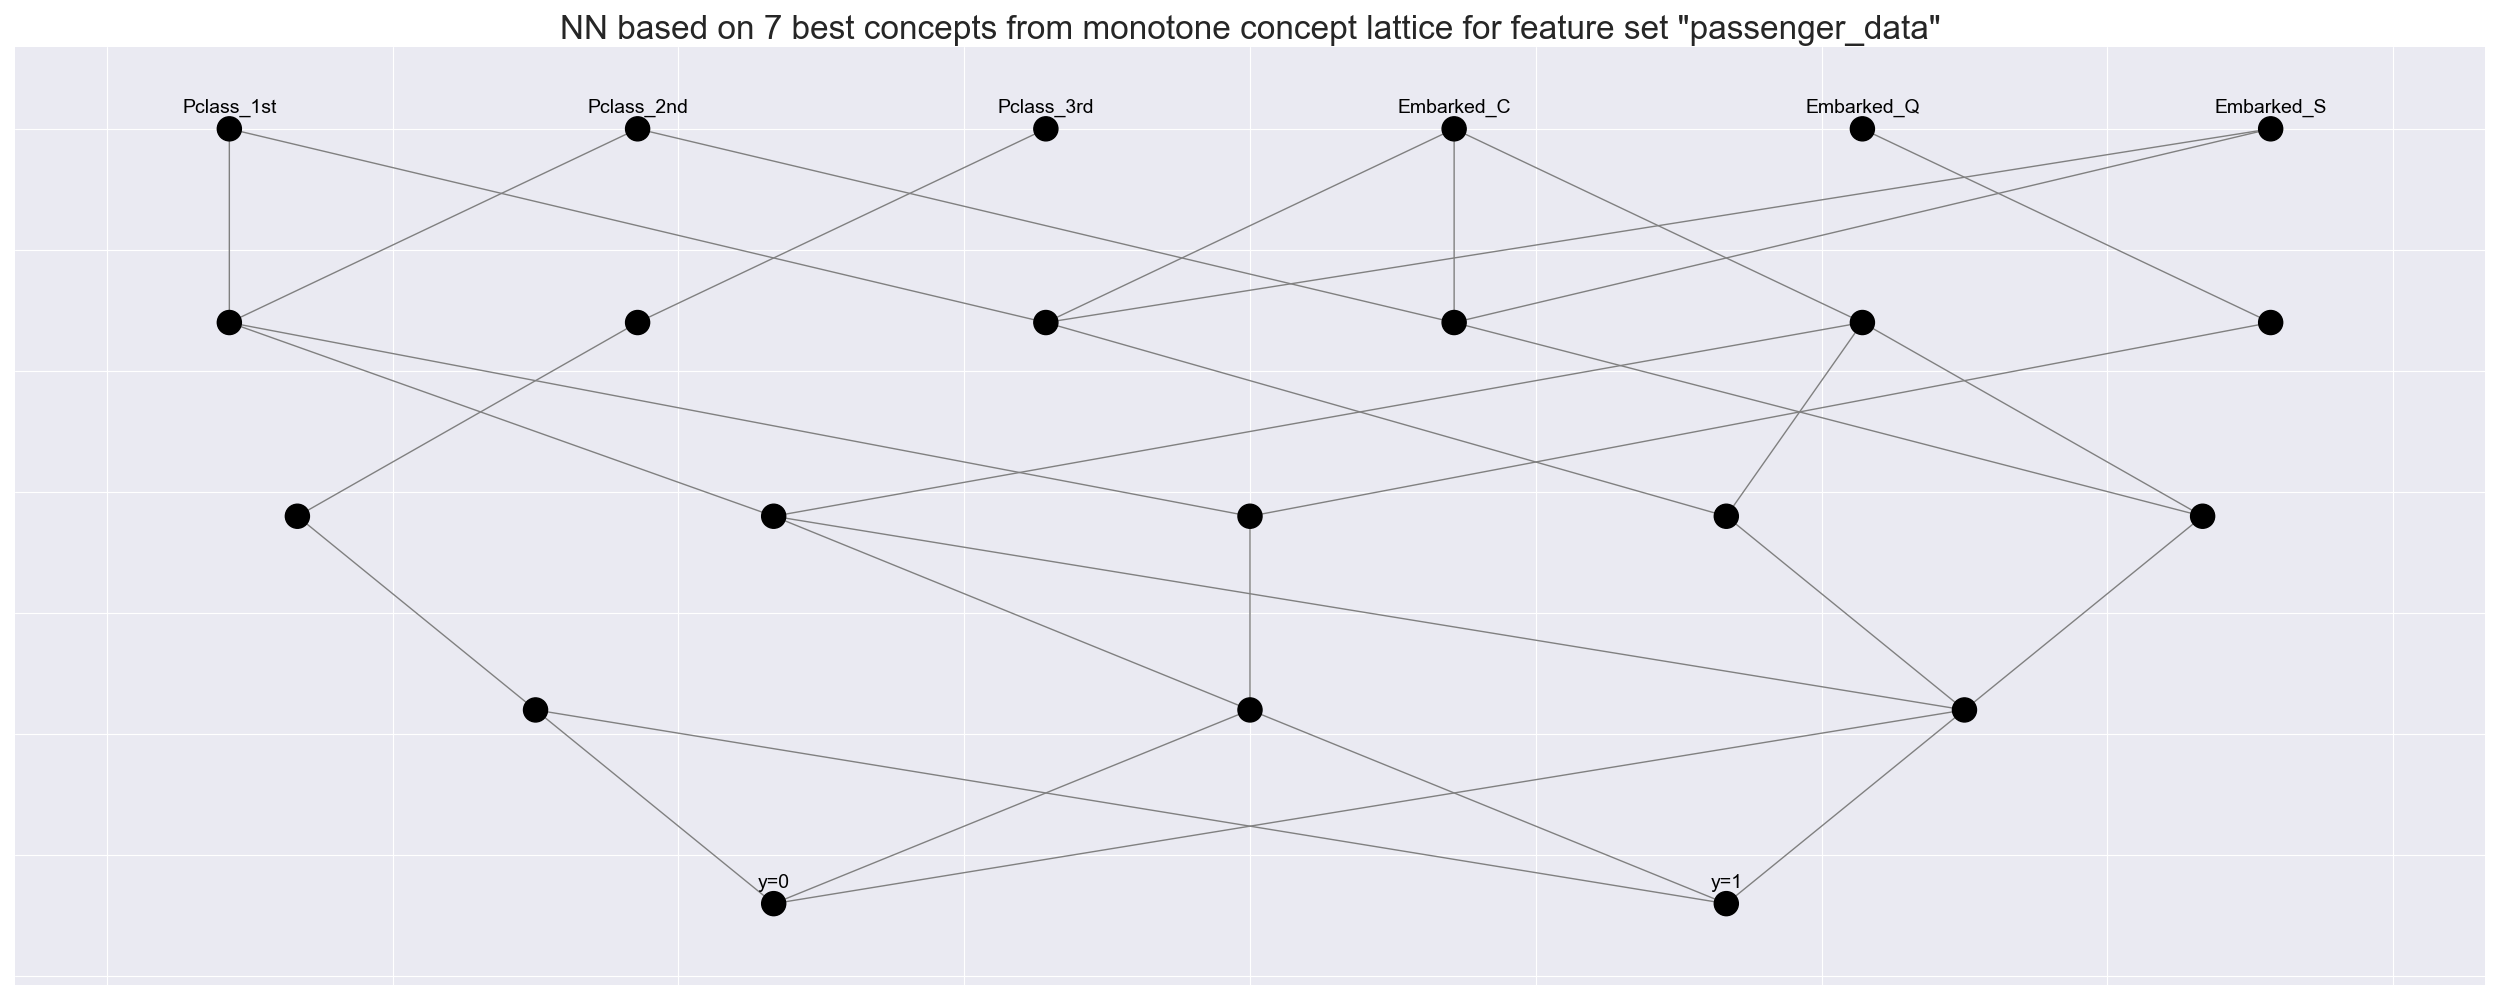 NN based on 7 best concepts from monotone concept lattice for feature set "passenger_data"
Pclass_1st Pclass_2nd Pclass_3rd Embarked_C Embarked_Q Embarked_S
y=0 y=1